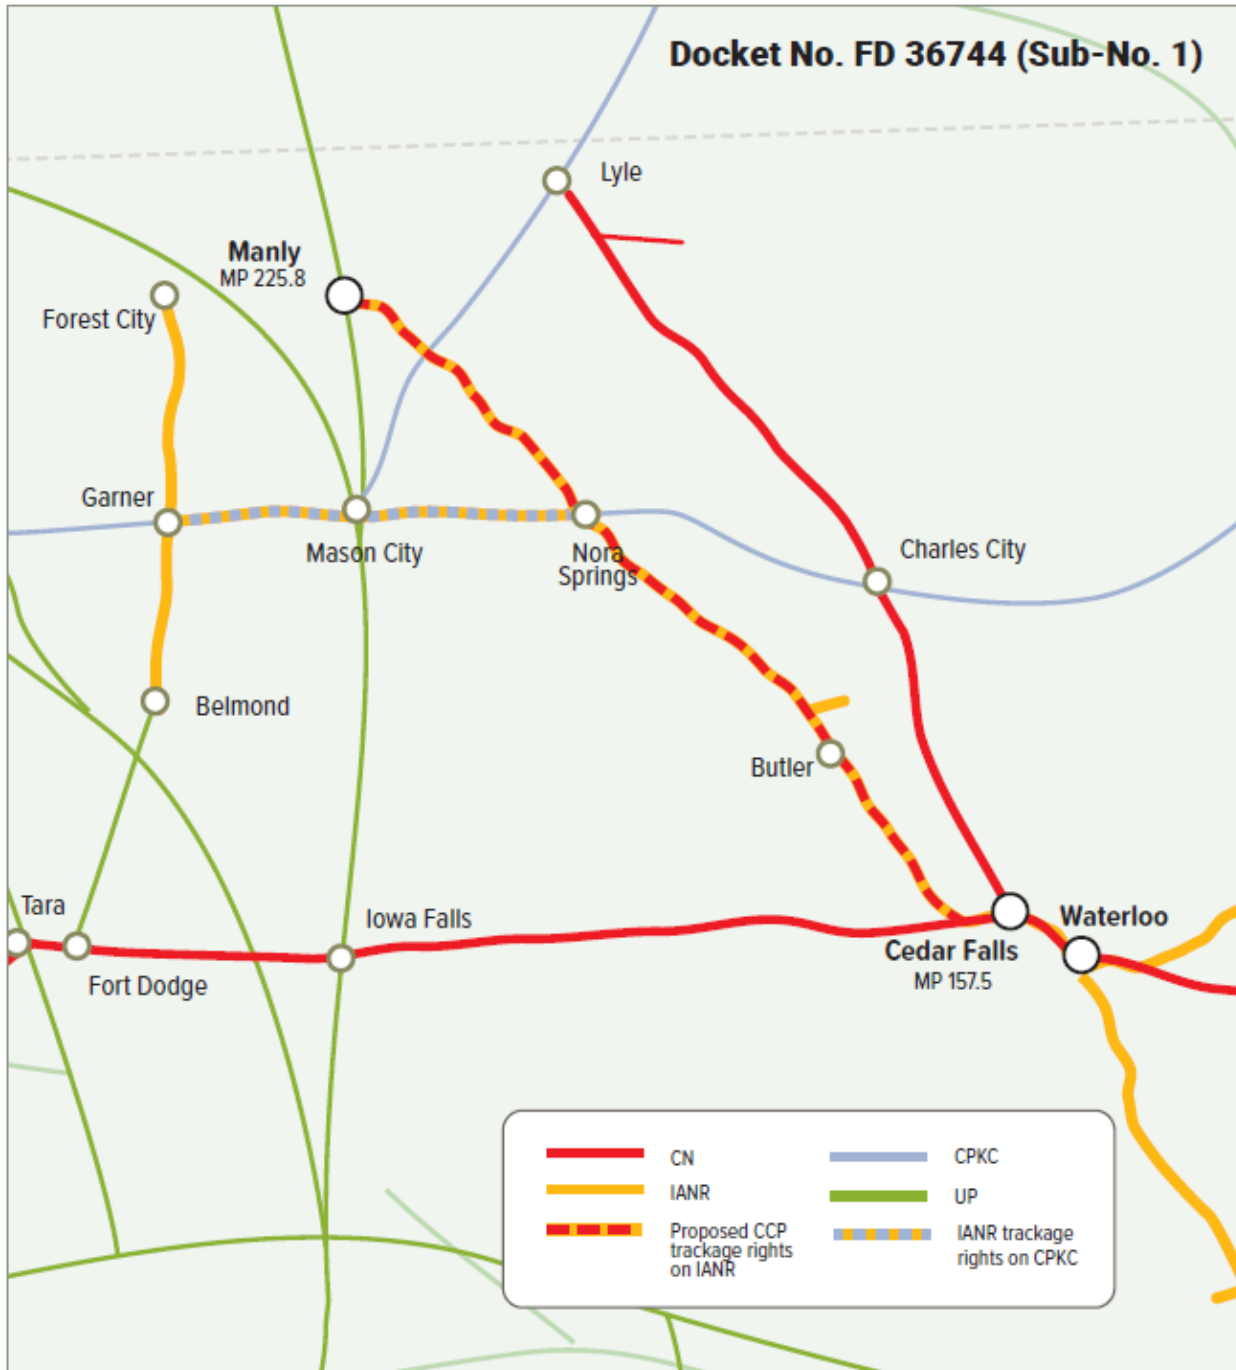 Docket No. FD 36744 (Sub-No. 1)
Lyle
Manly
MP 225.8
Forest City
Garner
Mason City
Nora
Springs
Charles City
Belmond
Butler
Tara
Iowa Falls
Waterloo
Cedar Falls
MP 157.5
Fort Dodge
CN
IANR
Proposed CCP
trackage rights
on IANR
CPKC
UP
IANR trackage
rights on CPKC